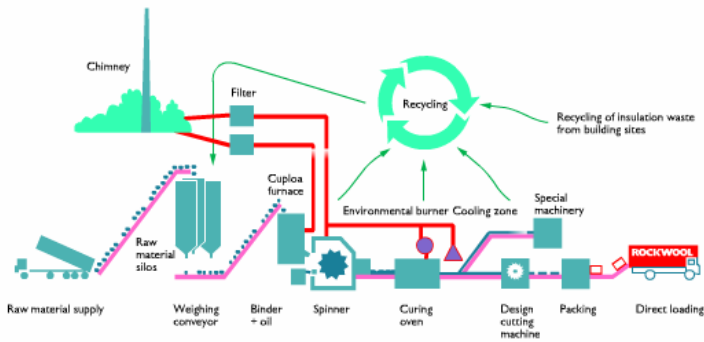 Chimney
Filter
Recycling
Recycling of insulation waste
from building sites
Cuploa
furnace
Environmental burner
Cooling zone
Special
machinery
Raw
material
silos
ROCKWOOL
Raw material supply
Weighing
conveyor
Binder
+ oil
Spinner
Curing
oven
Design
cutting
machine
Packing
Direct loading